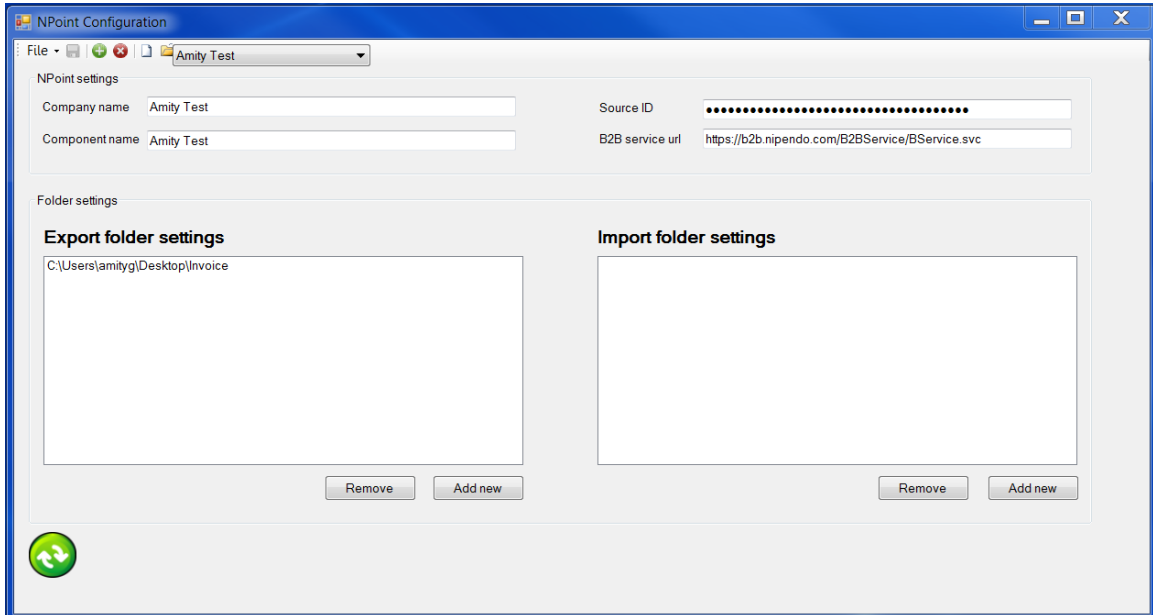 NPoint Configuration
File
Amity Test
NPoint settings
Company name Amity Test
Source ID ●●●●●●●●●●●●●●●●●●●●●●●●●●●●●●●●●●●●
Component name Amity Test
B2B service url https://b2b.nipendo.com/B2BService/BService.svc
Folder settings
Export folder settings
Import folder settings
C:\Users\amityg\Desktop\Invoice
Remove Add new
Remove Add new